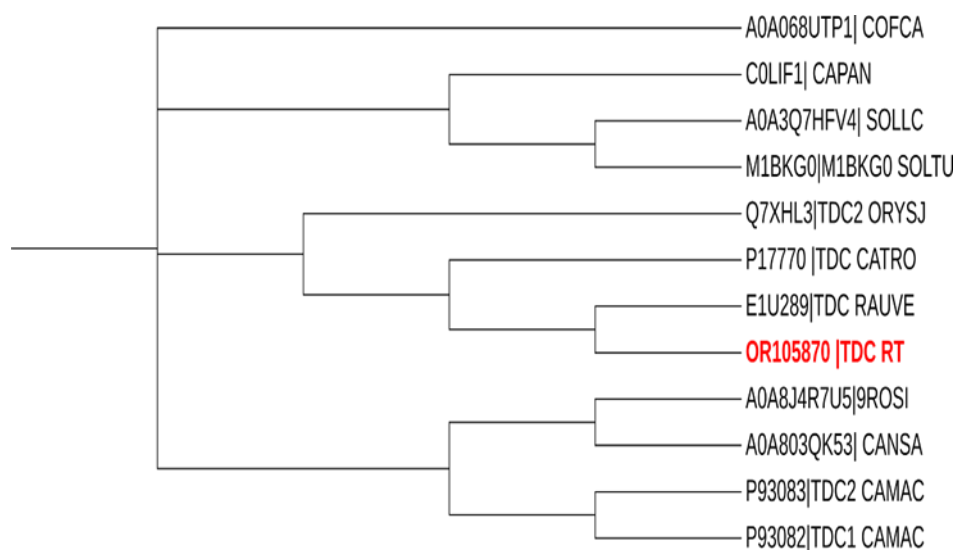 A0A068UTP1| COFCA
C0LIF1| CAPAN
A0A3Q7HFV4| SOLLC
M1BKG0|M1BKG0 SOLTU
Q7XHL3|TDC2 ORYSJ
P17770 |TDC CATRO
E1U289|TDC RAUVE
OR105870 |TDC RT
A0A8J4R7U5|9ROSI
A0A803QK53| CANSA
P93083|TDC2 CAMAC
P93082|TDC1 CAMAC